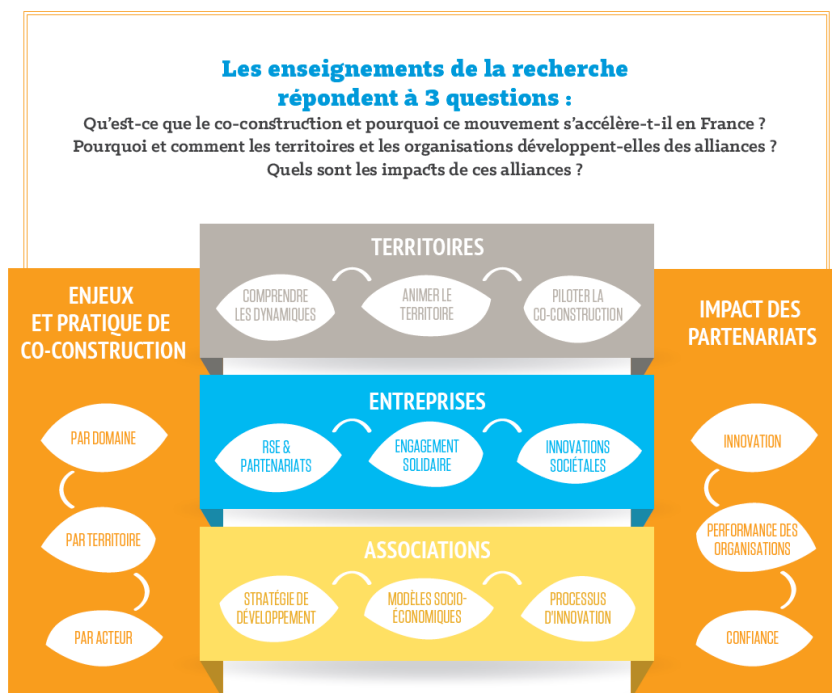 Les enseignements de la recherche
répondent à 3 questions :
Qu'est-ce que le co-construction et pourquoi ce mouvement s'accélère-t-il en France ?
Pourquoi et comment les territoires et les organisations développent-elles des alliances ?
Quels sont les impacts de ces alliances ?
ENJEUX
ET PRATIQUE DE
CO-CONSTRUCTION
PAR DOMAINE
PAR TERRITOIRE
PAR ACTEUR
TERRITOIRES
COMPRENDRE
LES DYNAMIQUES
ANIMER LE
TERRITOIRE
PILOTER LA
CO-CONSTRUCTION
ENTREPRISES
RSE &
PARTENARIATS
ENGAGEMENT
SOLIDAIRE
INNOVATIONS
SOCIÉTALES
ASSOCIATIONS
STRATÉGIE DE
DÉVELOPPEMENT
MODÈLES SOCIO-
ÉCONOMIQUES
PROCESSUS
D'INNOVATION
IMPACT DES
PARTENARIATS
INNOVATION
PERFORMANCE DES
ORGANISATIONS
CONFIANCE